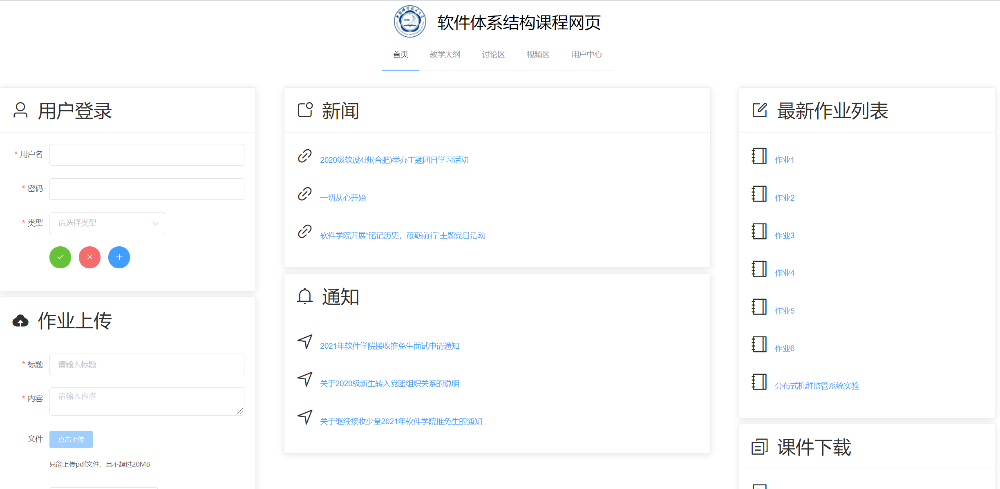 软件体系结构课程网页
首页 教学大纲 讨论区 视频区 用户中心
用户登录
* 用户名
* 密码
* 类型 请选择类型
作业上传
* 标题 请输入标题
* 内容 请输入内容
文件 点击上传
只能上传pdf文件，且不超过20MB
新闻
2020级软设4班(合肥)举办主题团日学习活动
一切从心开始
软件学院开展“铭记历史，砥砺前行”主题党日活动
通知
2021年软件学院接收推免生面试申请通知
关于2020级新生转入党团组织关系的说明
关于继续接收少量2021年软件学院推免生的通知
最新作业列表
作业1
作业2
作业3
作业4
作业5
作业6
分布式机群监管系统实验
课件下载